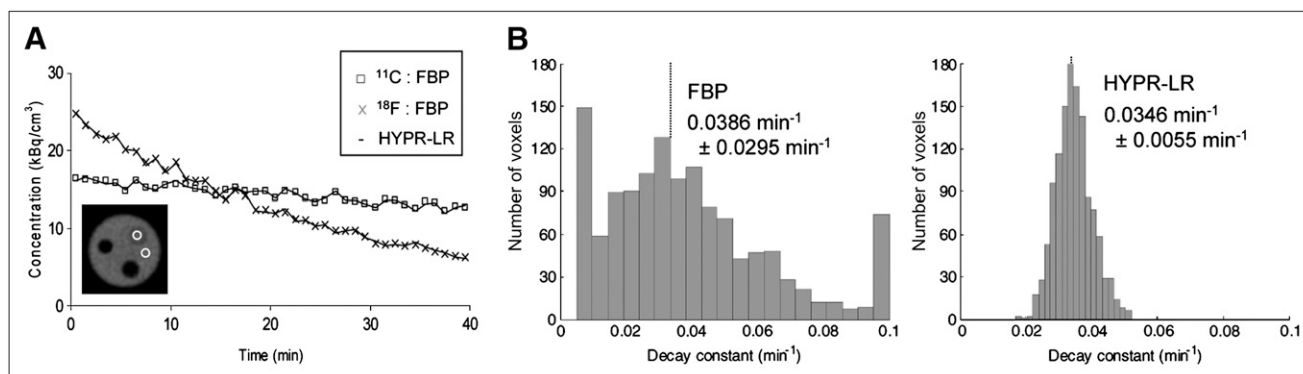 A
30
20
10
0
0
10
20
30
40
Concentration (kBq/cm³)
Time (min)
□ ¹¹C : FBP
× ¹⁸F : FBP
- HYPR-LR
B
180
150
120
90
60
30
0
0
0.02
0.04
0.06
0.08
0.1
Number of voxels
Decay constant (min⁻¹)
FBP
0.0386 min⁻¹
± 0.0295 min⁻¹
180
150
120
90
60
30
0
0
0.02
0.04
0.06
0.08
0.1
Number of voxels
Decay constant (min⁻¹)
HYPR-LR
0.0346 min⁻¹
± 0.0055 min⁻¹